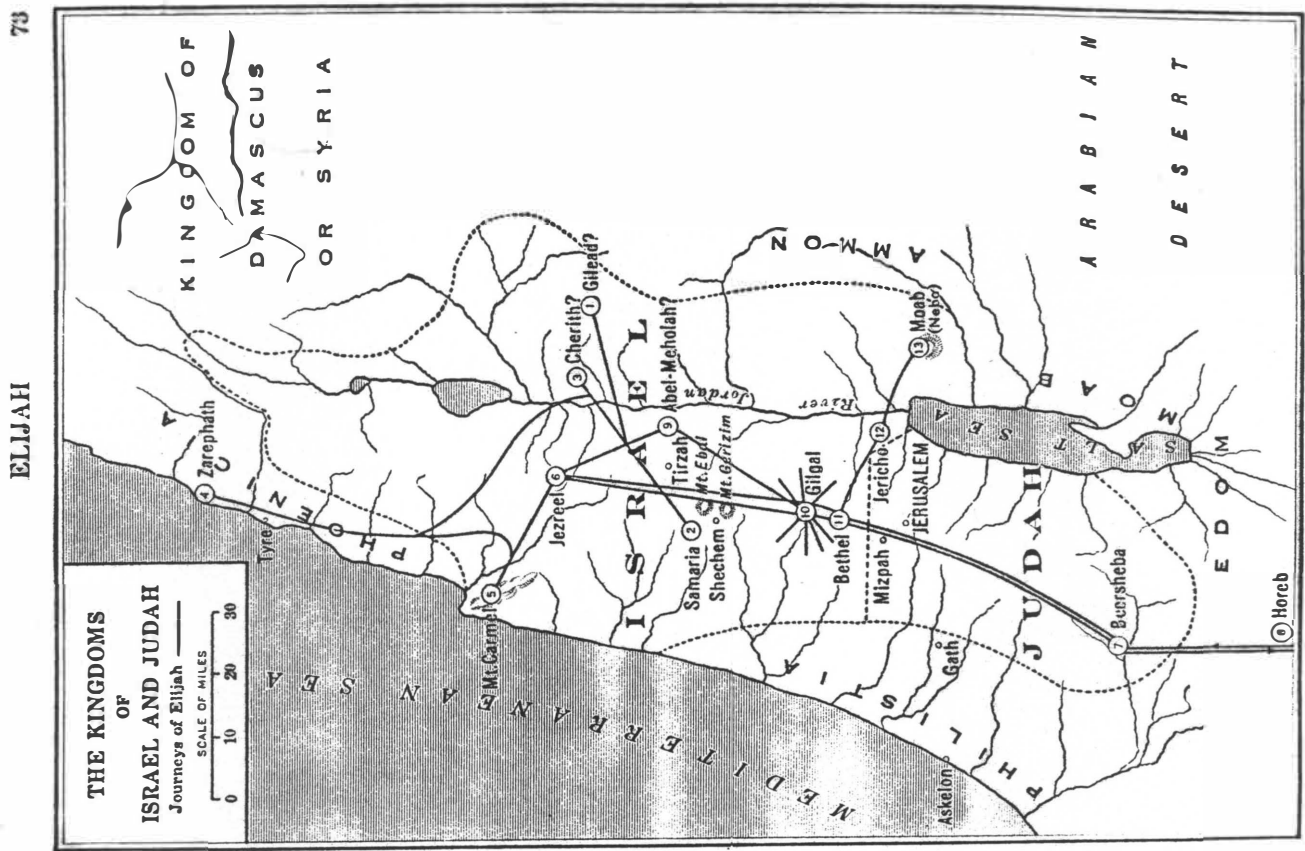 73
ELIJAH
THE KINGDOMS
OF
ISRAEL AND JUDAH
Journeys of Elijah
SCALE OF MILES
0 10 20 30
KINGDOM OF
DAMASCUS
OR SYRIA
PHENICIA
4 Zarephath
Tyre
5 Mt. Carmel
MEDITERRANEAN SEA
1 Gilead?
3 Cherith?
ISRAEL
6 Jezreel
9 Abel-Meholah?
Tirzah
Mt. Ebal
Mt. Gerizim
2 Samaria
Shechem
Jordan River
AMMON
10 Gilgal
11 Bethel
12 Jericho
13 Moab
(Nebo)
Mizpah
JERUSALEM
SALT SEA
MOAB
JUDAH
PHILISTIA
Gath
Askelon
7 Beersheba
EDOM
8 Horeb
ARABIAN
DESERT